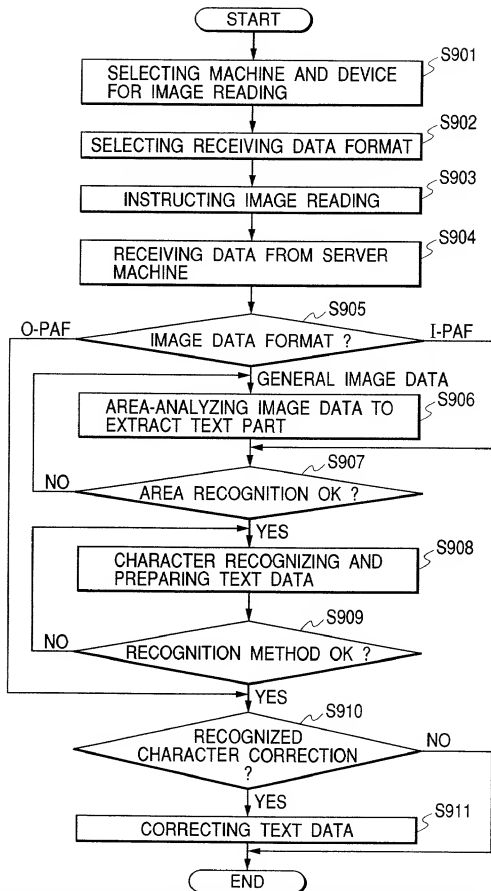 START
S901
SELECTING MACHINE AND DEVICE
FOR IMAGE READING
S902
SELECTING RECEIVING DATA FORMAT
S903
INSTRUCTING IMAGE READING
S904
RECEIVING DATA FROM SERVER
MACHINE
S905
O-PAF
IMAGE DATA FORMAT ?
I-PAF
GENERAL IMAGE DATA
S906
AREA-ANALYZING IMAGE DATA TO
EXTRACT TEXT PART
S907
NO
AREA RECOGNITION OK ?
YES
S908
CHARACTER RECOGNIZING AND
PREPARING TEXT DATA
S909
NO
RECOGNITION METHOD OK ?
YES
S910
RECOGNIZED
CHARACTER CORRECTION
?
NO
YES
S911
CORRECTING TEXT DATA
END